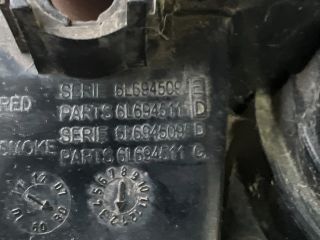 SERIE 6L694509 E
RED PARTS 6L694511 D
SERIE 6L694509 D
SMOKE PARTS 6L694511 C